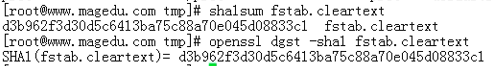 [root@www.magedu.com tmp]# sha1sum fstab.cleartext
d3b962f3d30d5c6413ba75c88a70e045d08833c1  fstab.cleartext
[root@www.magedu.com tmp]# openssl dgst -sha1 fstab.cleartext
SHA1(fstab.cleartext)= d3b962f3d30d5c6413ba75c88a70e045d08833c1